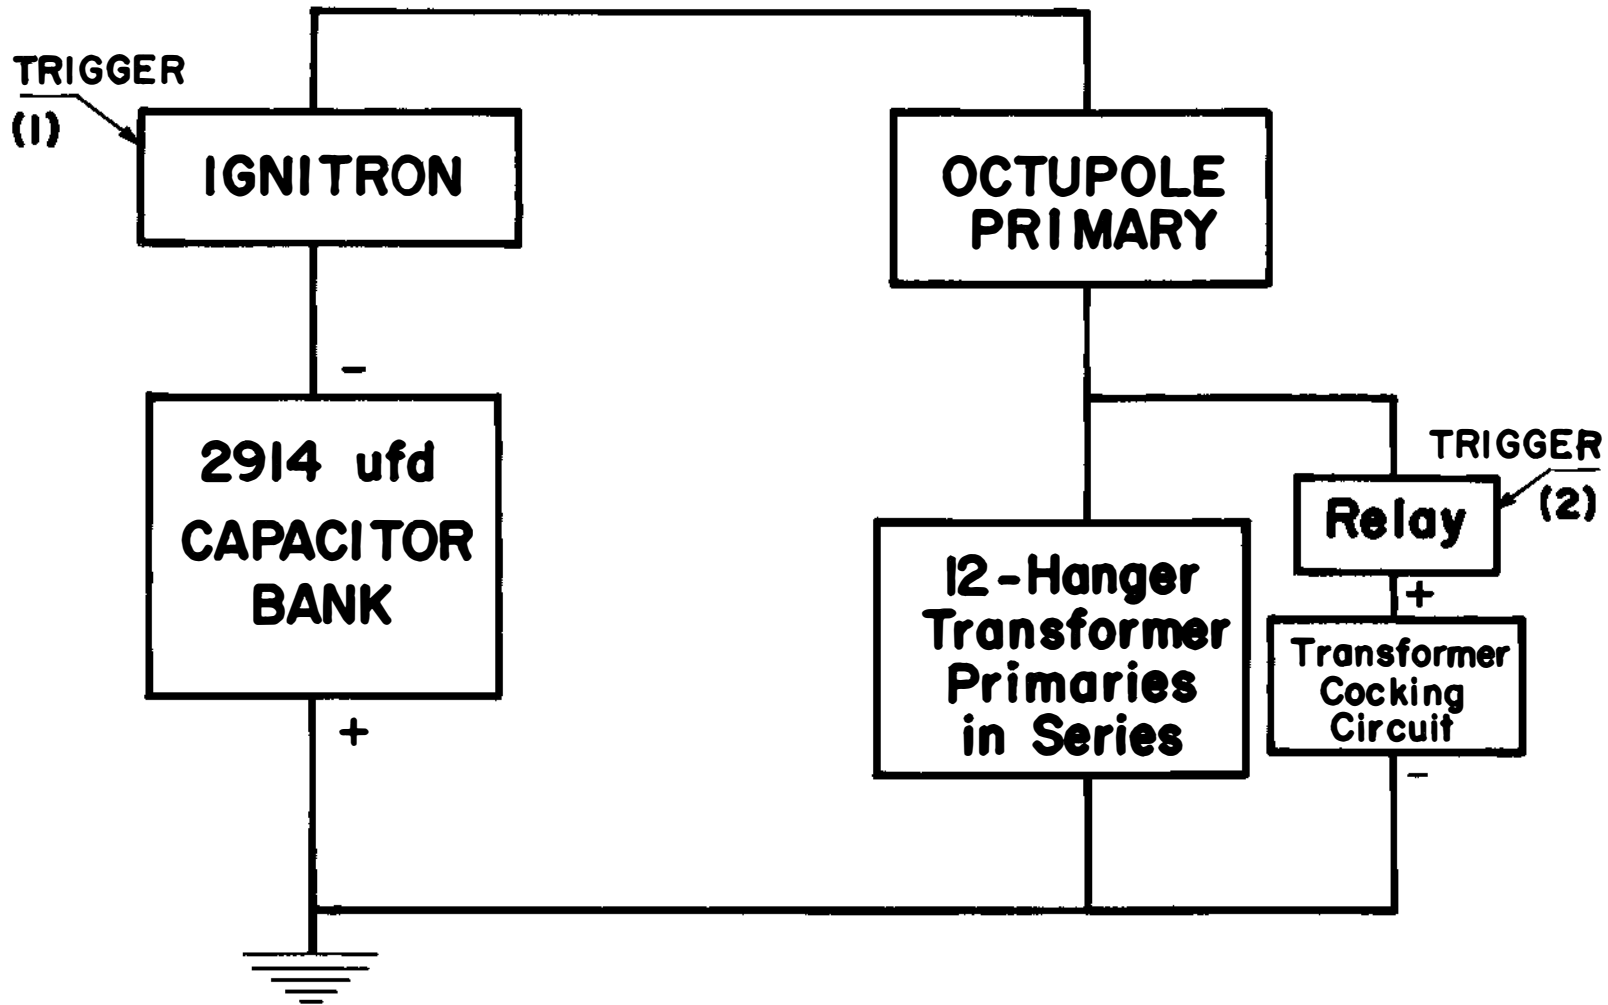 TRIGGER
(1)
IGNITRON
OCTUPOLE
PRIMARY
-
2914 ufd
CAPACITOR
BANK
+
TRIGGER
(2)
Relay
+
12-Hanger
Transformer
Primaries
in Series
Transformer
Cocking
Circuit
-